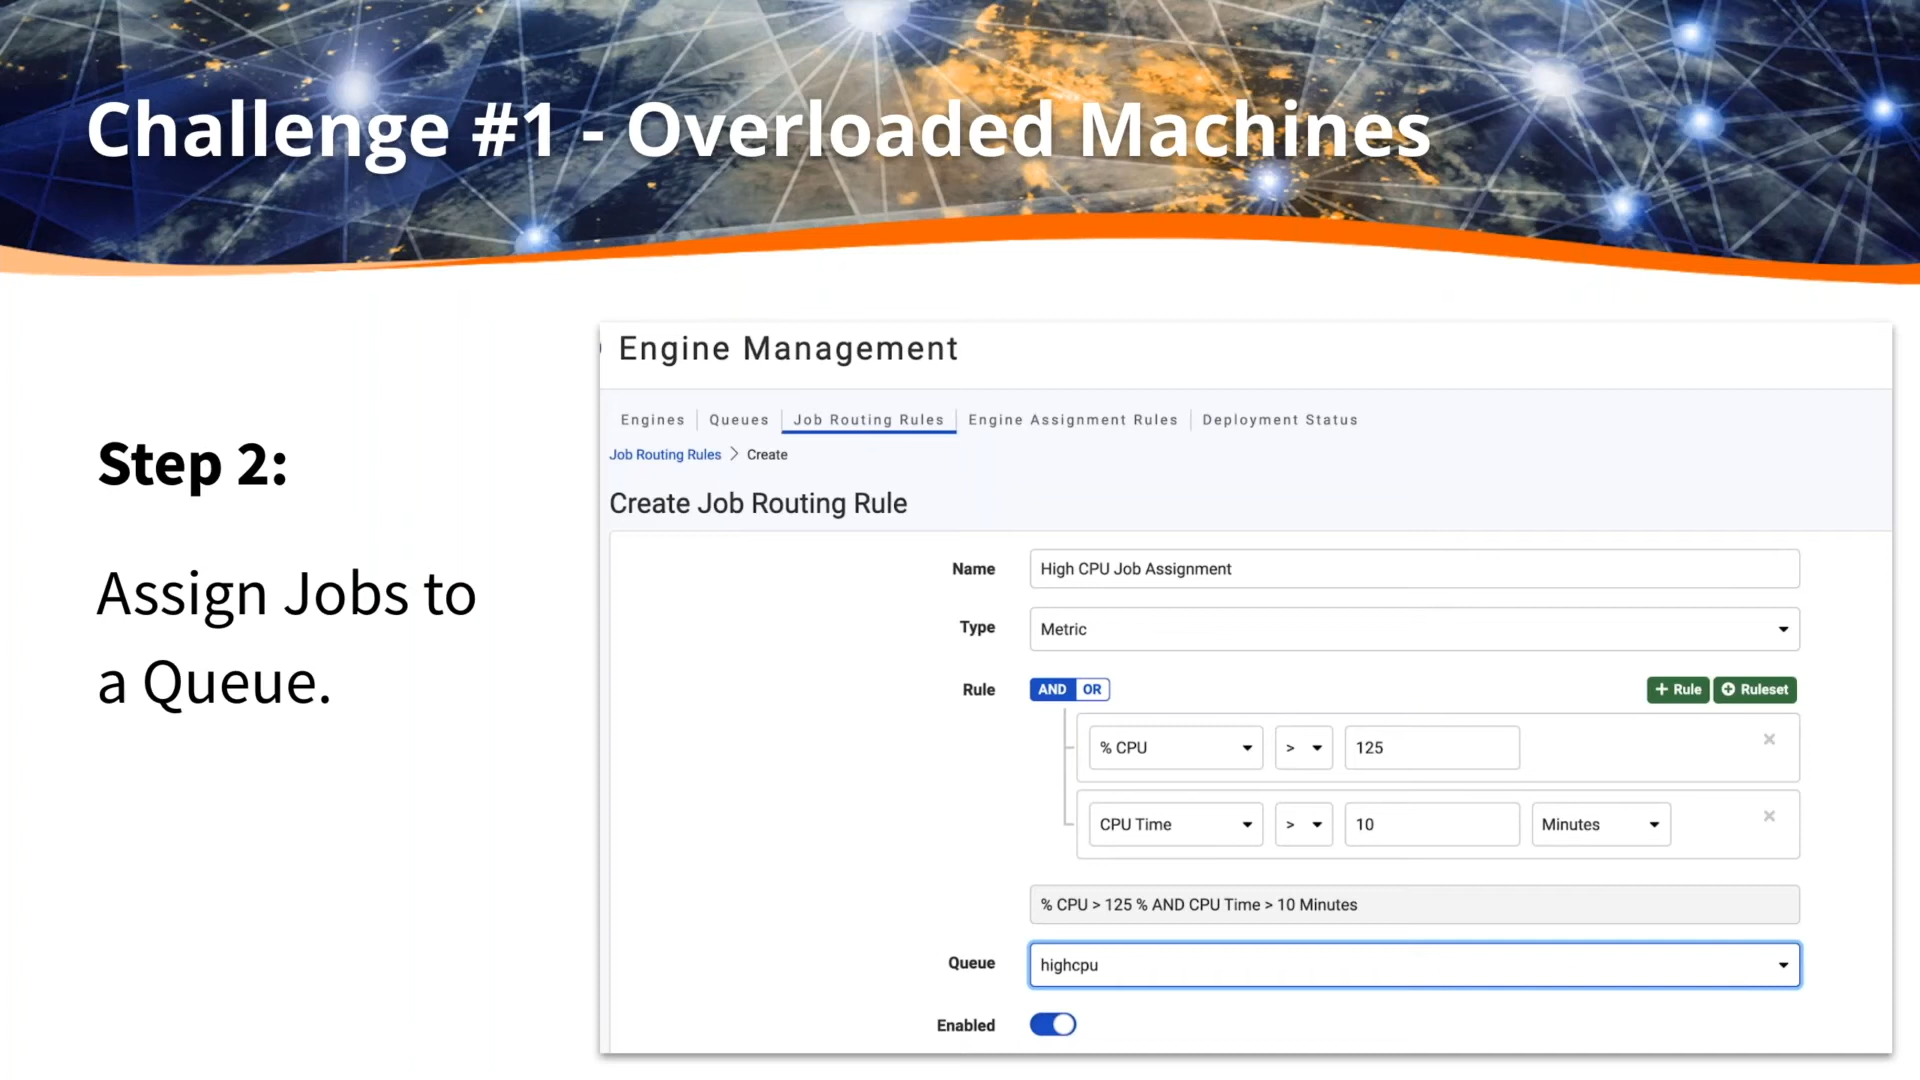 Challenge #1 - Overloaded Machines
Step 2:
Assign Jobs to
a Queue.
Engine Management
Engines
Queues
Job Routing Rules
Engine Assignment Rules
Deployment Status
Job Routing Rules > Create
Create Job Routing Rule
Name
High CPU Job Assignment
Type
Metric
Rule
AND OR
+ Rule
Ruleset
% CPU > 125
CPU Time > 10 Minutes
% CPU > 125 % AND CPU Time > 10 Minutes
Queue
highcpu
Enabled